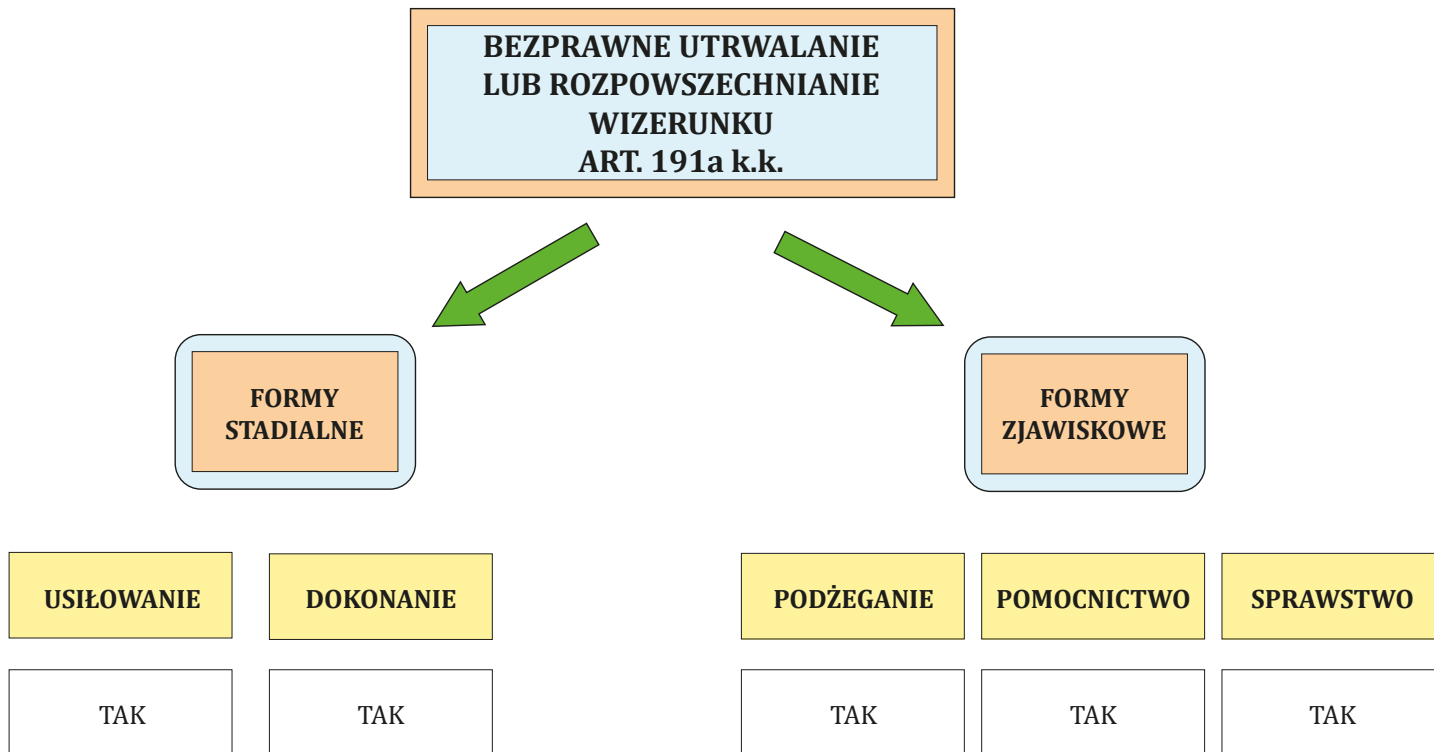 BEZPRAWNE UTRWALANIE
LUB ROZPOWSZECHNIANIE
WIZERUNKU
ART. 191a k.k.
FORMY
STADIALNE
FORMY
ZJAWISKOWE
USIŁOWANIE
DOKONANIE
PODŻEGANIE
POMOCNICTWO
SPRAWSTWO
TAK
TAK
TAK
TAK
TAK